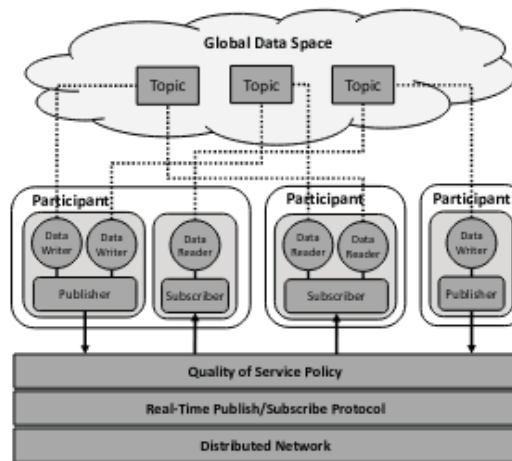 Global Data Space
Topic
Topic
Topic
Participant
Participant
Participant
Data
Writer
Data
Writer
Data
Reader
Data
Reader
Data
Reader
Data
Writer
Publisher
Subscriber
Subscriber
Publisher
Quality of Service Policy
Real-Time Publish/Subscribe Protocol
Distributed Network